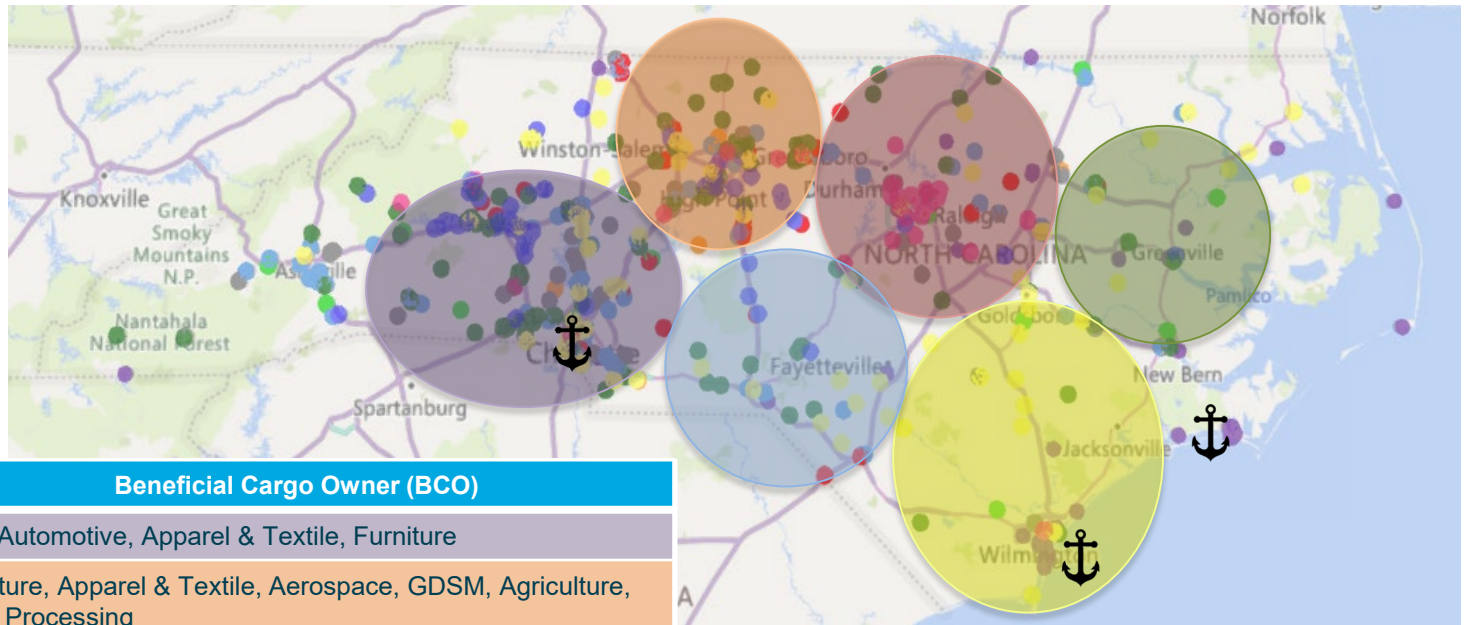 Norfolk
Winston-Salem
Greensboro
Knoxville
Durham
High Point
Great
Smoky
Mountains
N.P.
Raleigh
NORTH CAROLINA
Greenville
Asheville
Pamlico
Nantahala
National Forest
Goldsboro
Charlotte
Fayetteville
New Bern
Spartanburg
Jacksonville
Wilmington
A
Beneficial Cargo Owner (BCO)
Automotive, Apparel & Textile, Furniture
ture, Apparel & Textile, Aerospace, GDSM, Agriculture,
Processing